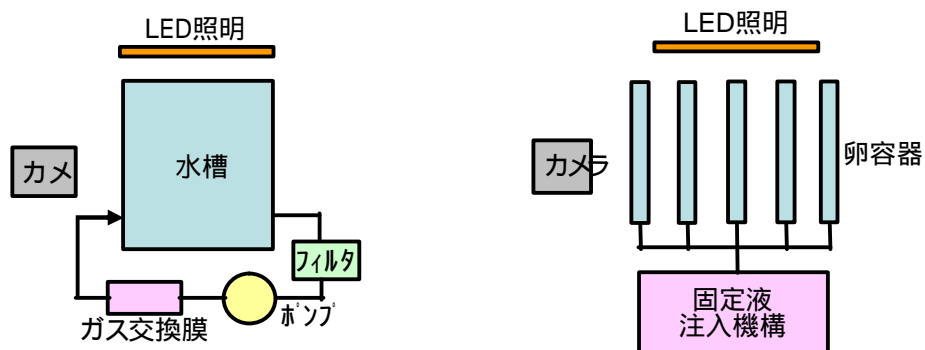 LED照明
カメ
水槽
フィルタ
ポンプ
ガス交換膜
LED照明
カメラ
卵容器
固定液
注入機構